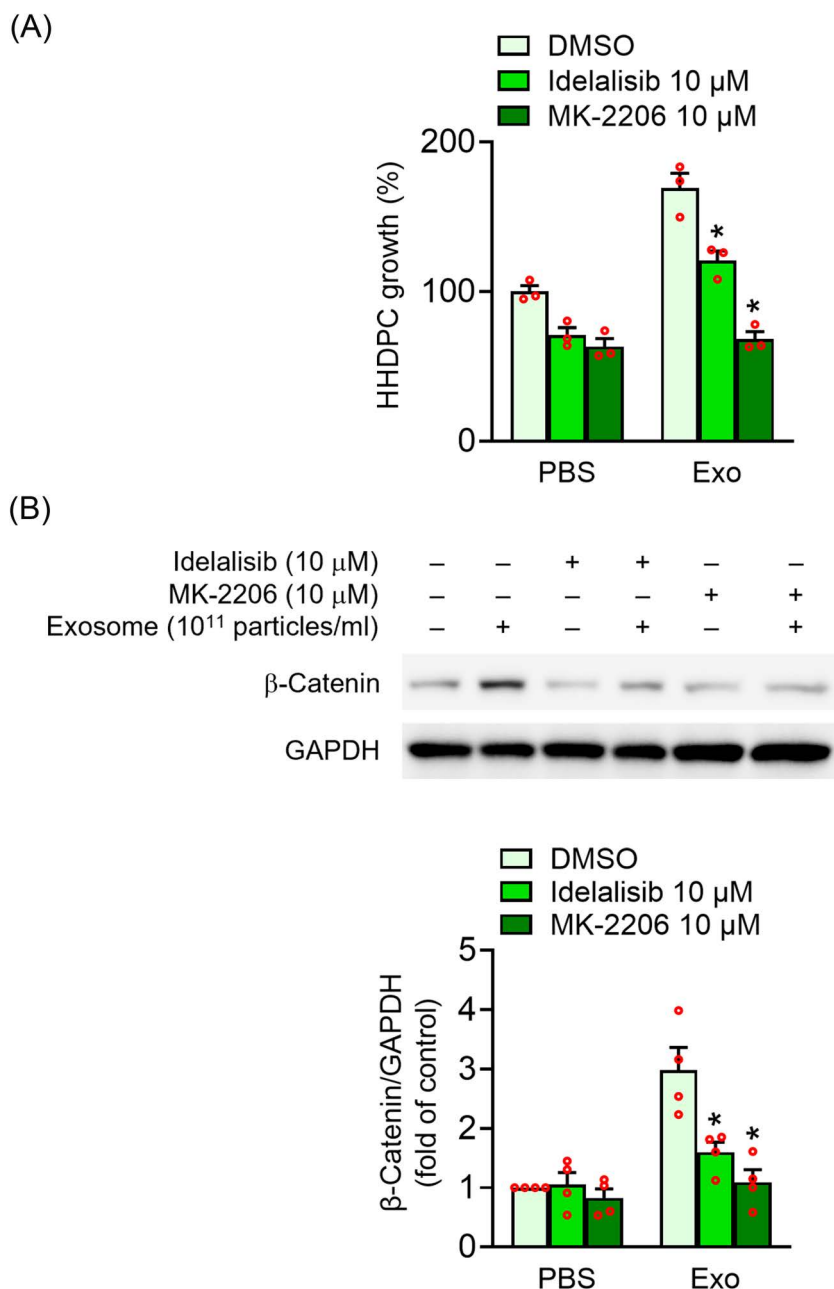 (A)
DMSO
Idelalisib 10 µM
MK-2206 10 µM
HHDPC growth (%)
200
100
0
*
*
PBS Exo
(B)
Idelalisib (10 μM) – – + + – –
MK-2206 (10 μM) – – – – + +
Exosome (10¹¹ particles/ml) – + – + – +
β-Catenin
GAPDH
DMSO
Idelalisib 10 µM
MK-2206 10 µM
β-Catenin/GAPDH
(fold of control)
5
4
3
2
1
0
* *
PBS Exo